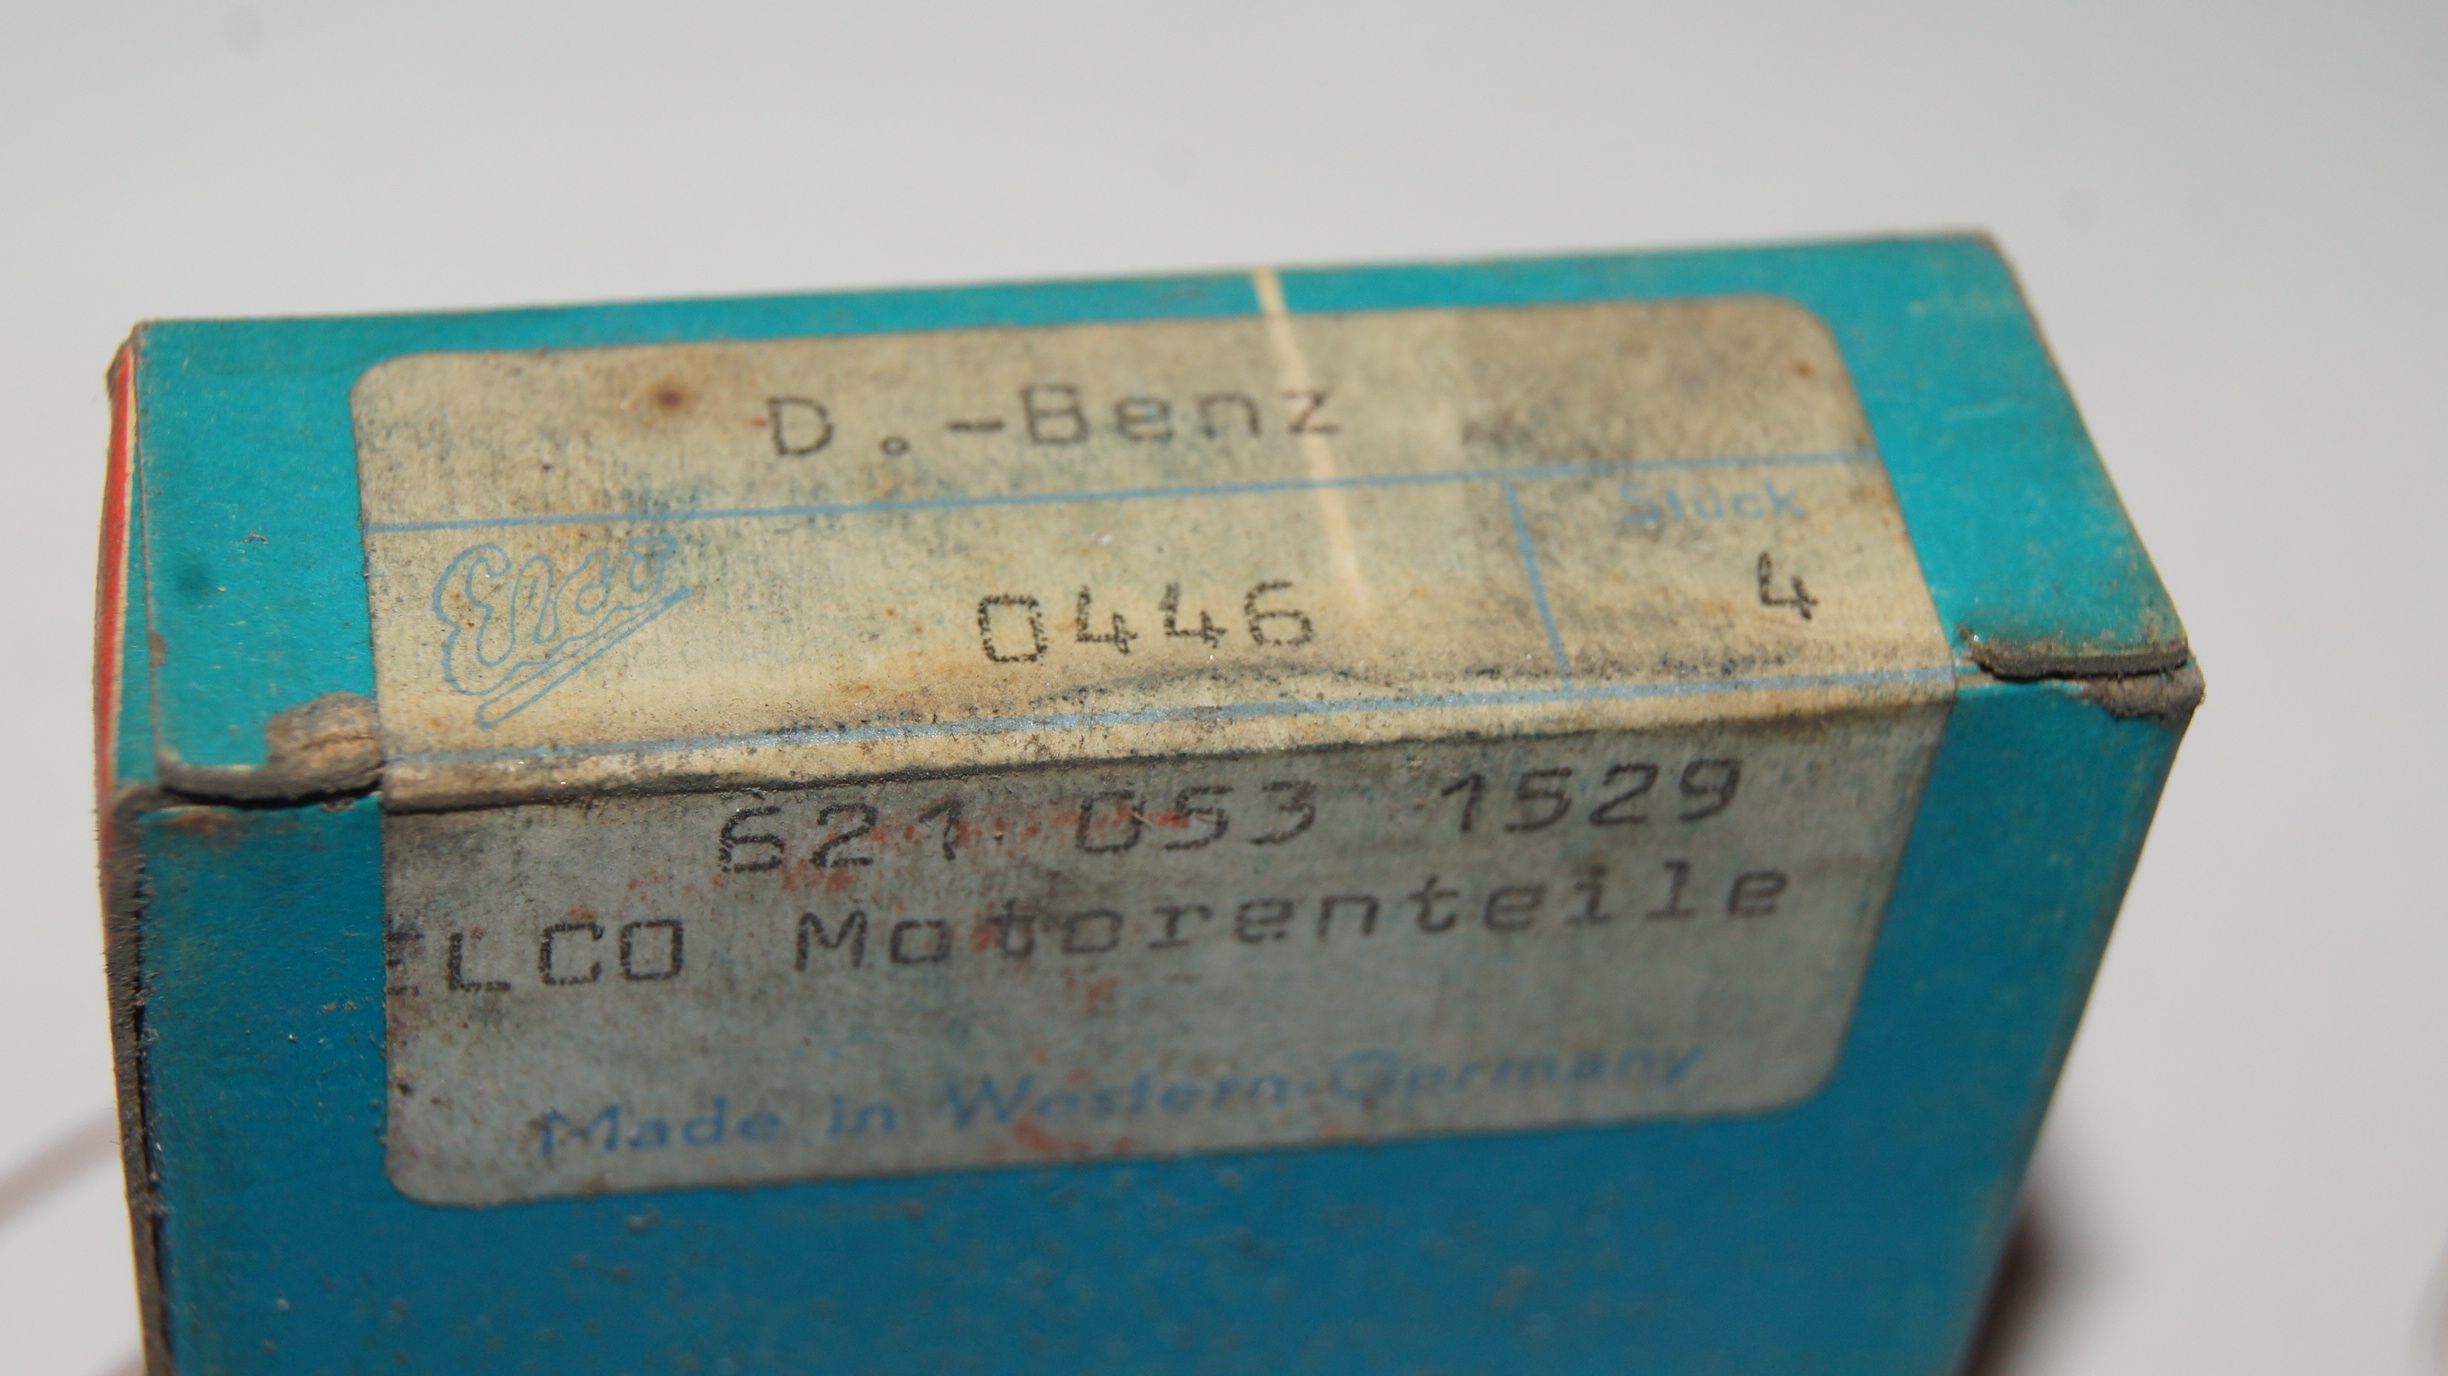 D.-Benz
Stück
Elco
0446
4
621 053 1529
ELCO Motorenteile
Made in Western-Germany